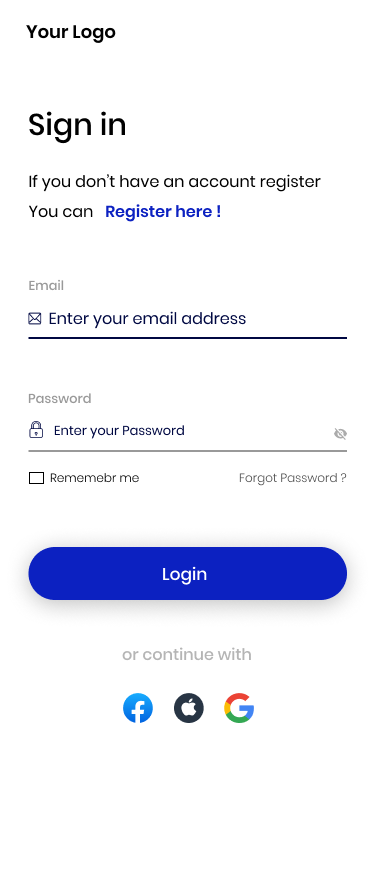 Your Logo
Sign in
If you don't have an account register
You can Register here !
Email
Enter your email address
Password
Enter your Password
Rememebr me Forgot Password ?
Login
or continue with